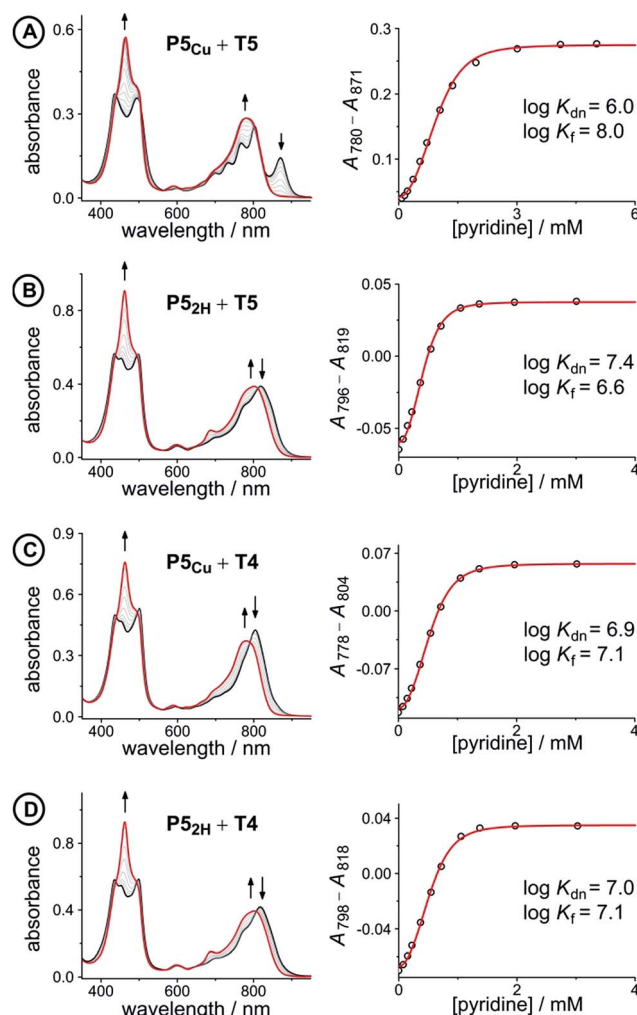 A
P5Cu + T5
absorbance
0.6
0.3
0.0
400 600 800
wavelength / nm
A780 – A871
0.3
0.2
0.1
0 3 6
[pyridine] / mM
log Kdn = 6.0
log Kf = 8.0
B
P52H + T5
absorbance
0.8
0.4
0.0
400 600 800
wavelength / nm
A796 – A819
0.05
0.00
-0.05
0 2 4
[pyridine] / mM
log Kdn = 7.4
log Kf = 6.6
C
P5Cu + T4
absorbance
0.9
0.6
0.3
0.0
400 600 800
wavelength / nm
A778 – A804
0.07
0.00
-0.07
0 2 4
[pyridine] / mM
log Kdn = 6.9
log Kf = 7.1
D
P52H + T4
absorbance
0.8
0.4
0.0
400 600 800
wavelength / nm
A798 – A818
0.04
0.00
-0.04
0 2 4
[pyridine] / mM
log Kdn = 7.0
log Kf = 7.1